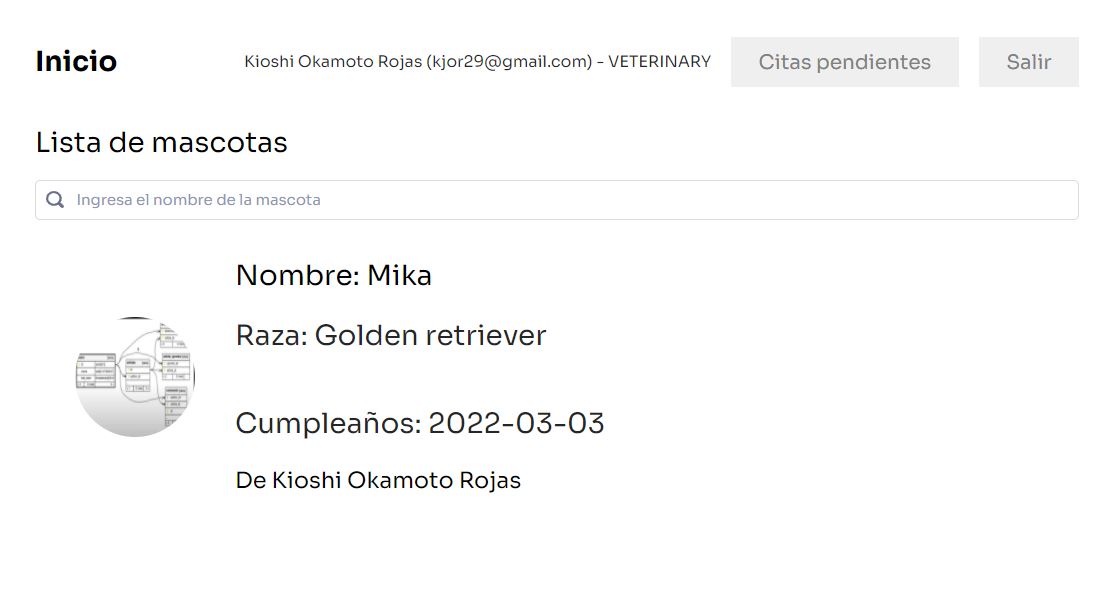 Inicio
Kioshi Okamoto Rojas (kjor29@gmail.com) - VETERINARY
Citas pendientes
Salir
Lista de mascotas
Ingresa el nombre de la mascota
Nombre: Mika
Raza: Golden retriever
Cumpleaños: 2022-03-03
De Kioshi Okamoto Rojas